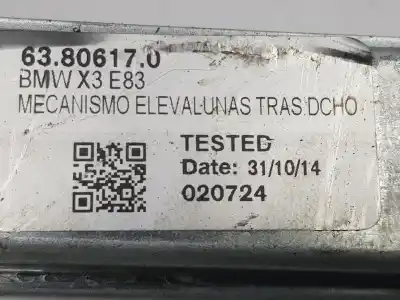 63.80617.0
BMW X3 E83
MECANISMO ELEVALUNAS TRAS.DCHO
TESTED
Date: 31/10/14
020724